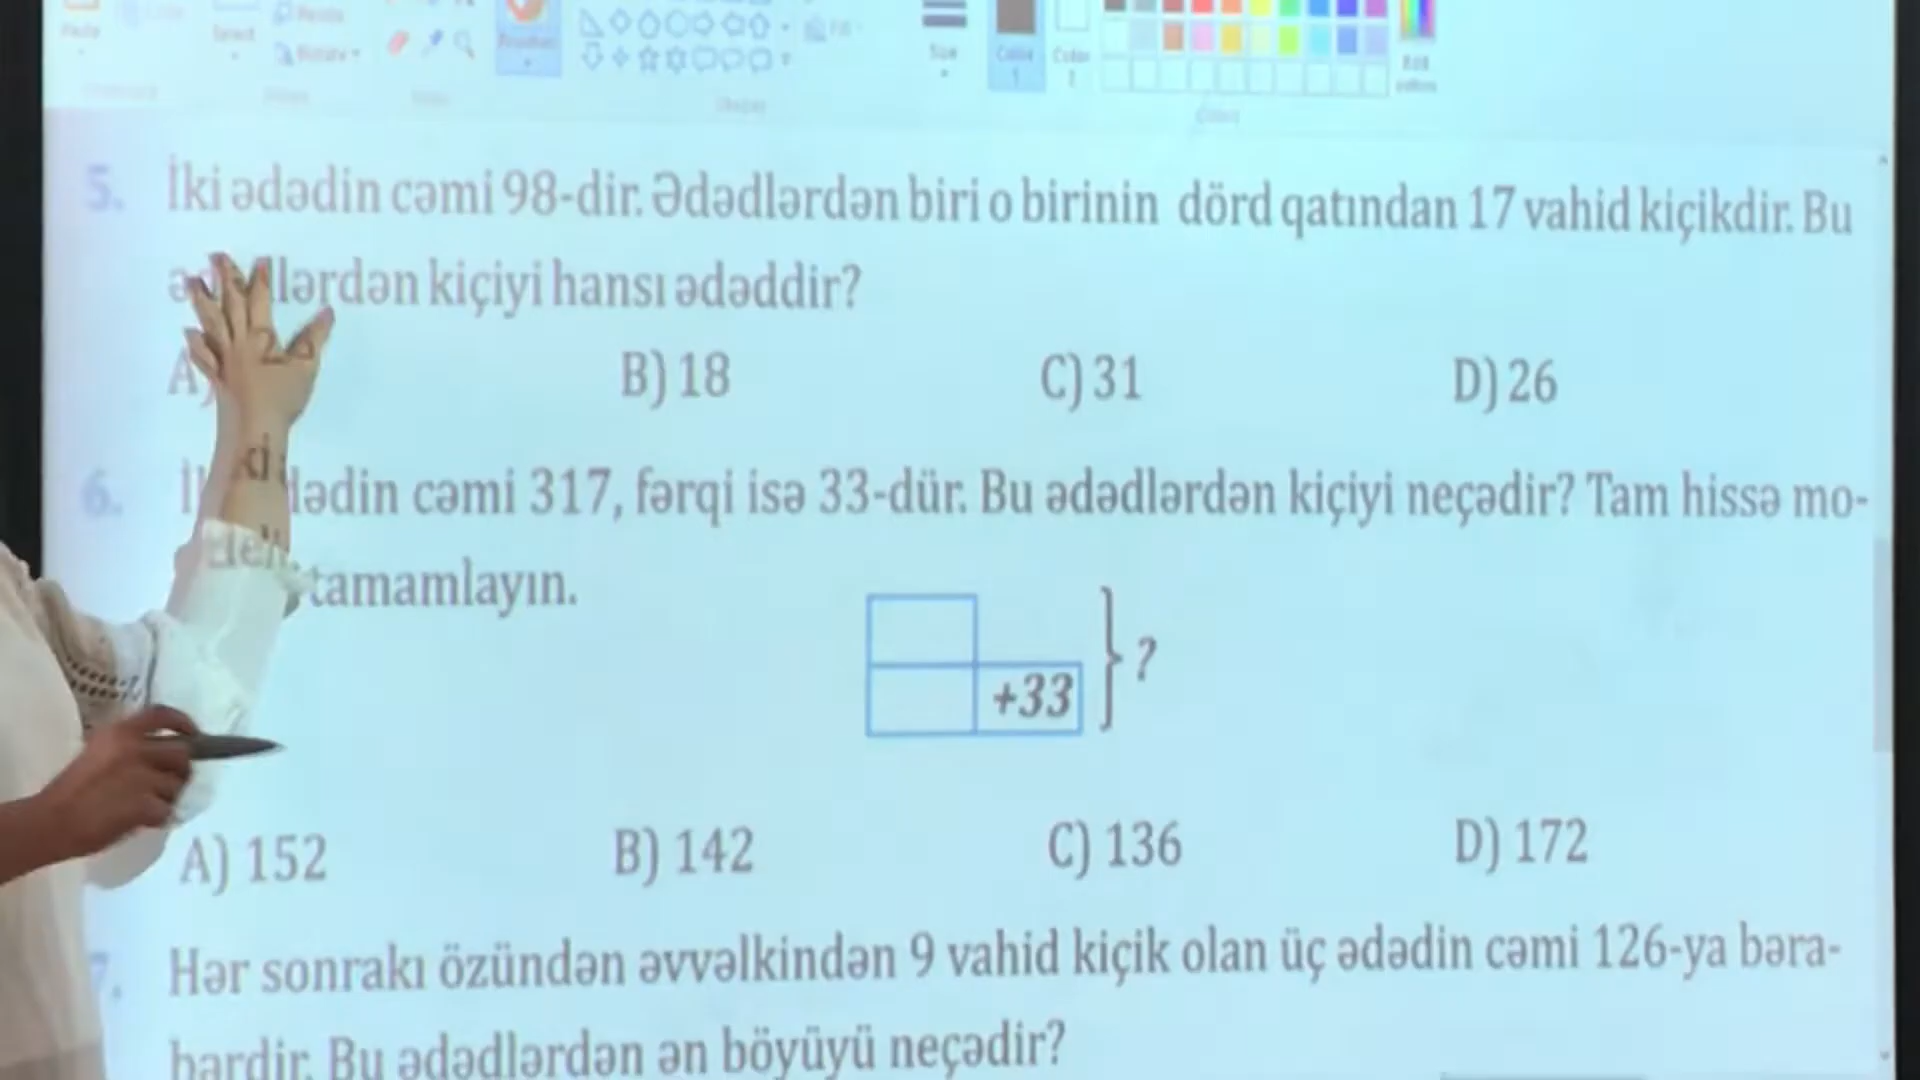 5. İki ədədin cəmi 98-dir. Ədədlərdən biri o birinin dörd qatından 17 vahid kiçikdir. Bu
lərdən kiçiyi hansı ədəddir?
A) B) 18 C) 31 D) 26
6. cəmi 317, fərqi isə 33-dür. Bu ədədlərdən kiçiyi neçədir? Tam hissə mo-
tamamlayın.
+33 } ?
A) 152 B) 142 C) 136 D) 172
7. Hər sonrakı özündən əvvəlkindən 9 vahid kiçik olan üç ədədin cəmi 126-ya bəra-
bərdir. Bu ədədlərdən ən böyüyü neçədir?